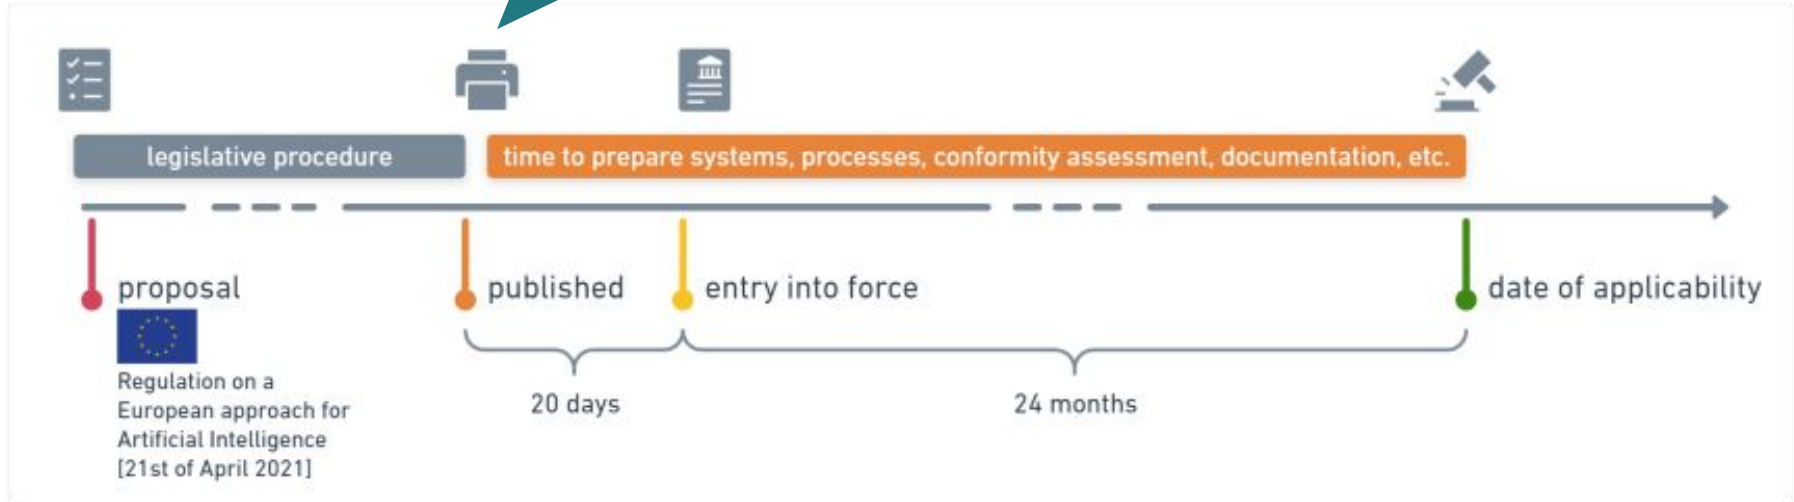 legislative procedure
time to prepare systems, processes, conformity assessment, documentation, etc.
proposal
published
entry into force
date of applicability
Regulation on a
European approach for
Artificial Intelligence
[21st of April 2021]
20 days
24 months